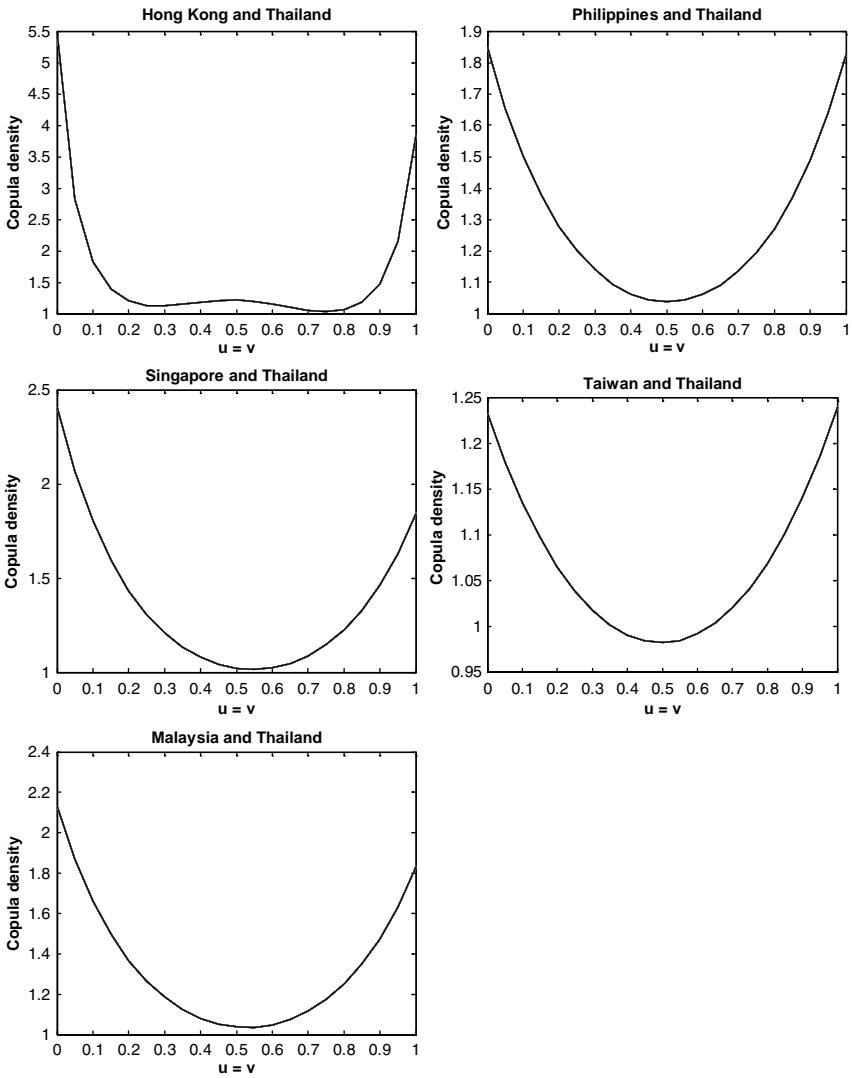 Hong Kong and Thailand
5.5
5
4.5
4
3.5
3
2.5
2
1.5
1
Copula density
0 0.1 0.2 0.3 0.4 0.5 0.6 0.7 0.8 0.9 1
u = v
Philippines and Thailand
1.9
1.8
1.7
1.6
1.5
1.4
1.3
1.2
1.1
1
Copula density
0 0.1 0.2 0.3 0.4 0.5 0.6 0.7 0.8 0.9 1
u = v
Singapore and Thailand
2.5
2
1.5
1
Copula density
0 0.1 0.2 0.3 0.4 0.5 0.6 0.7 0.8 0.9 1
u = v
Taiwan and Thailand
1.25
1.2
1.15
1.1
1.05
1
0.95
Copula density
0 0.1 0.2 0.3 0.4 0.5 0.6 0.7 0.8 0.9 1
u = v
Malaysia and Thailand
2.4
2.2
2
1.8
1.6
1.4
1.2
1
Copula density
0 0.1 0.2 0.3 0.4 0.5 0.6 0.7 0.8 0.9 1
u = v